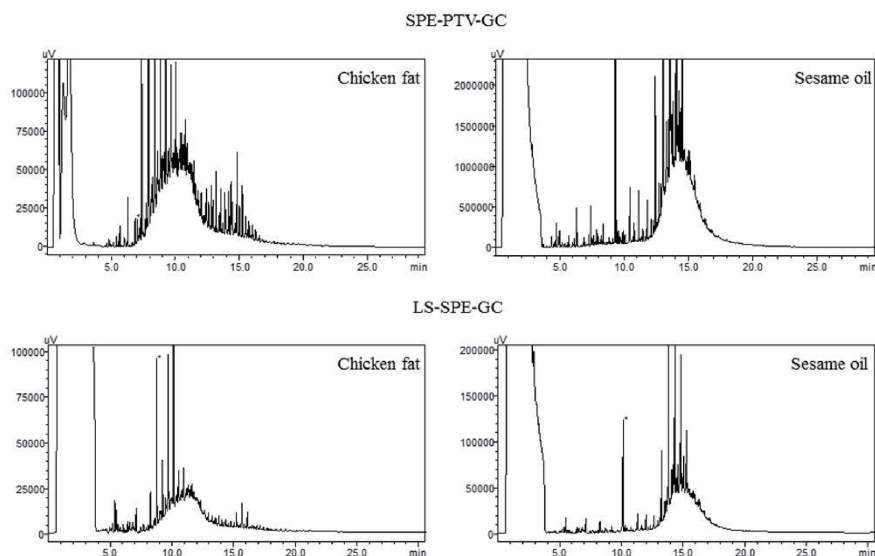 SPE-PTV-GC
uV
Chicken fat
100000
75000
50000
25000
0
5.0 10.0 15.0 20.0 25.0
min
uV
Sesame oil
2000000
1500000
1000000
500000
0
5.0 10.0 15.0 20.0 25.0
min
LS-SPE-GC
uV
Chicken fat
100000
75000
50000
25000
0
5.0 10.0 15.0 20.0 25.0
min
uV
Sesame oil
200000
150000
100000
50000
0
5.0 10.0 15.0 20.0 25.0
min